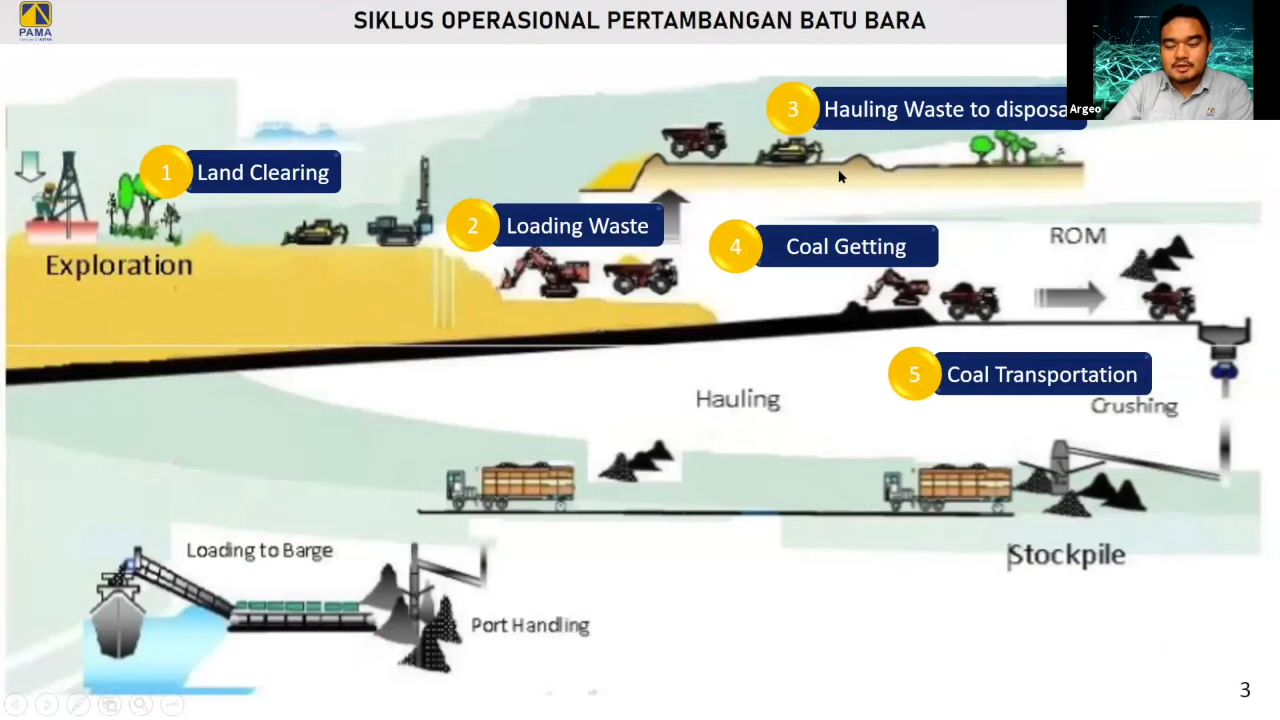 PAMA
SIKLUS OPERASIONAL PERTAMBANGAN BATU BARA
Argeo
3 Hauling Waste to disposa
1 Land Clearing
2 Loading Waste
4 Coal Getting
ROM
Exploration
5 Coal Transportation
Hauling
Crushing
Loading to Barge
Stockpile
Port Handling
3